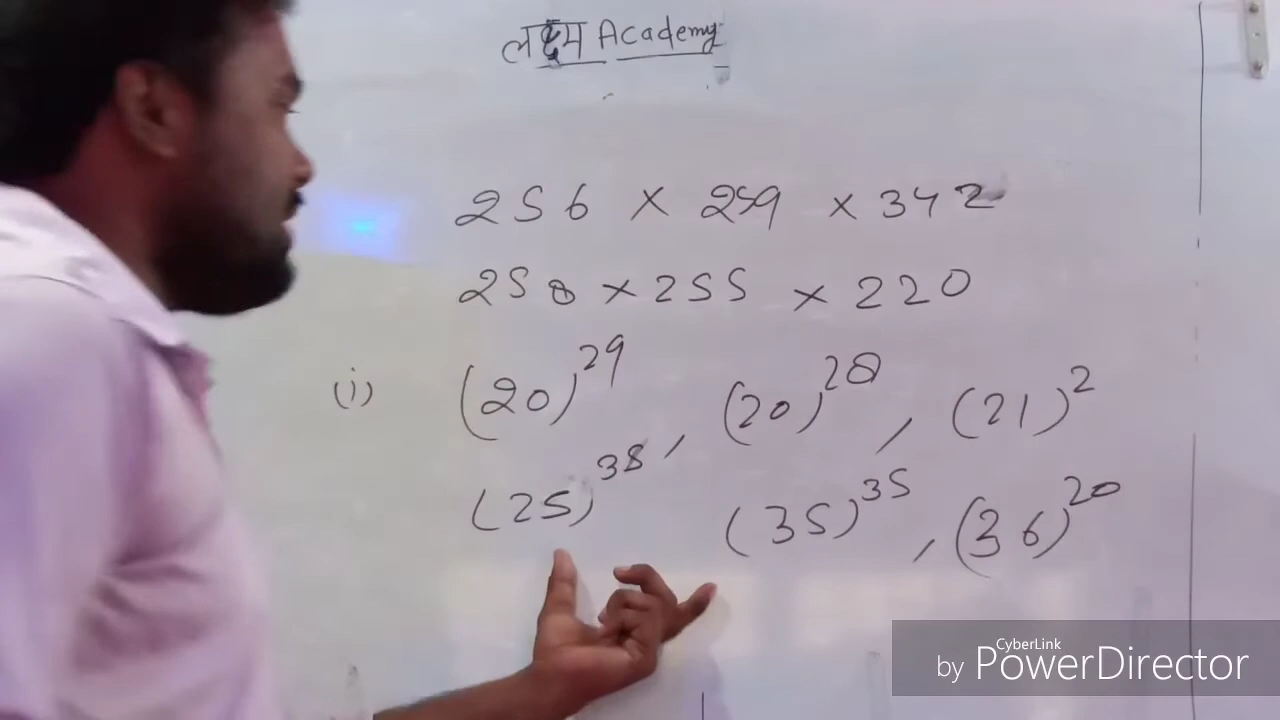 लक्ष्य Academy
256 × 259 × 342
258 × 255 × 220
(i) (20)^29, (20)^28, (21)^2
(25)^38 (35)^35, (36)^20
CyberLink
by PowerDirector